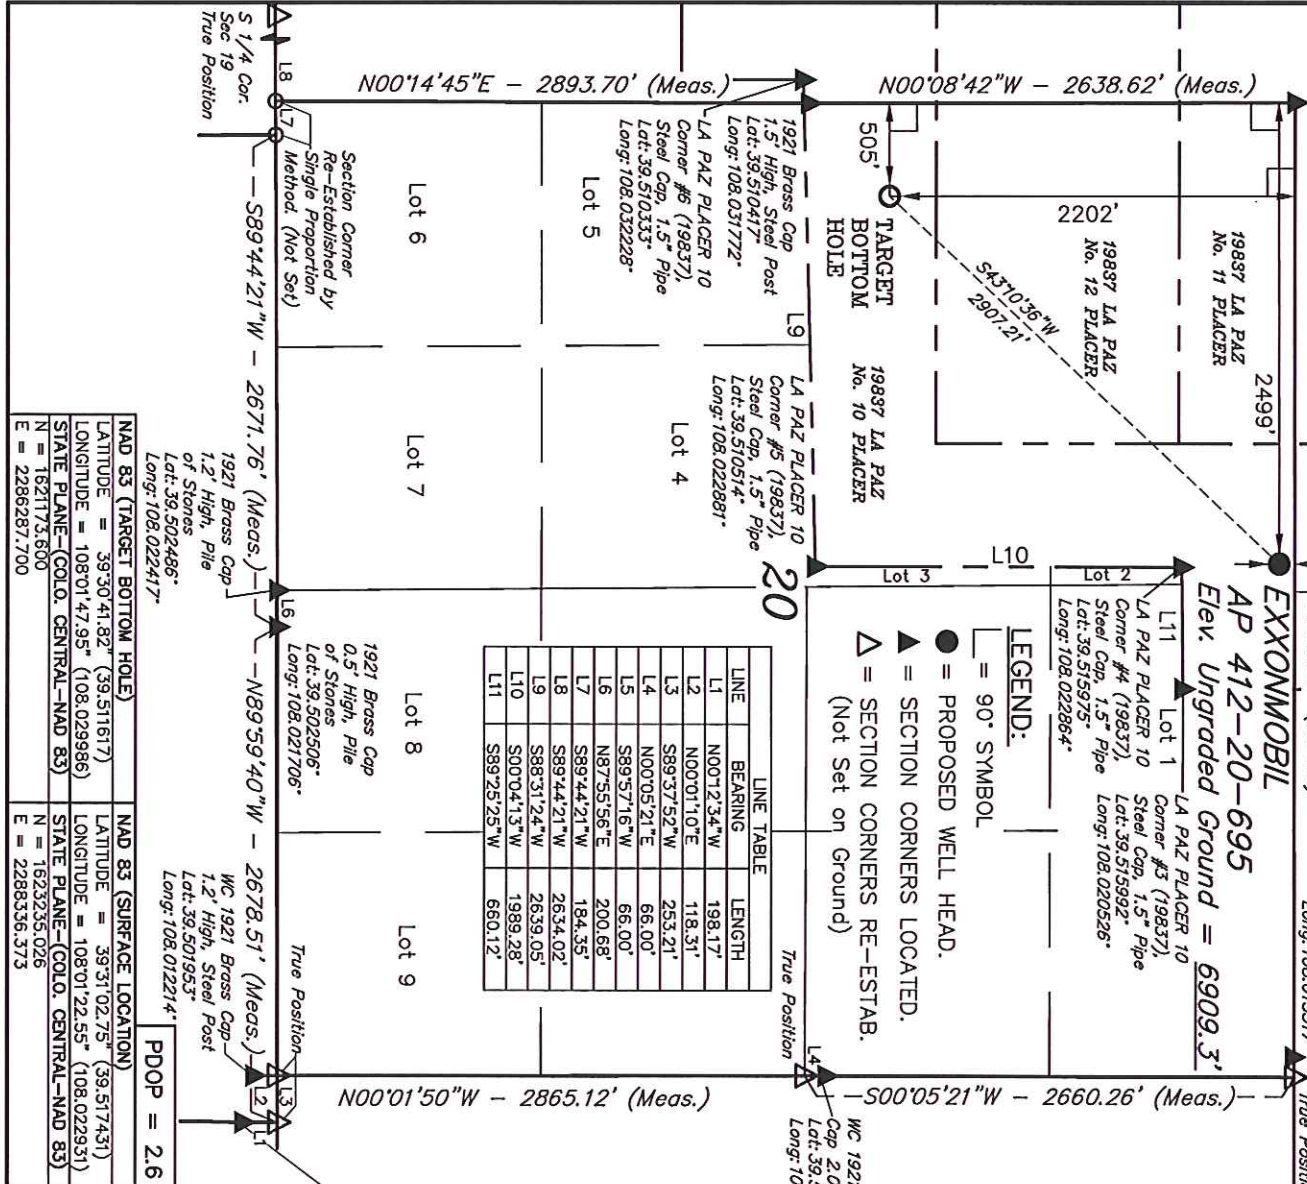 N00°14'45"E - 2893.70' (Meas.)
N00°08'42"W - 2638.62' (Meas.)
S 1/4 Cor.
Sec 19
True Position
L8
L7
Section Corner
Re-Established by
Single Proportion
Method. (Not Set)
Lot 6
Lot 5
1921 Brass Cap
1.5' High, Steel Post
Lat:39.510417°
Long:108.031772°
LA PAZ PLACER 10
Corner #6 (19837),
Steel Cap, 1.5" Pipe
Lat:39.510333°
Long:108.032228°
L9
505'
TARGET
BOTTOM
HOLE
2202'
S43°10'36"W
2907.21'
2499'
19837 LA PAZ
No. 11 PLACER
19837 LA PAZ
No. 12 PLACER
19837 LA PAZ
No. 10 PLACER
LA PAZ PLACER 10
Corner #5 (19837),
Steel Cap, 1.5" Pipe
Lat:39.510514°
Long:108.022881°
Lot 7
Lot 4
20
L10
Lot 3
Lot 2
EXXONMOBIL
AP 412-20-695
Elev. Ungraded Ground = 6909.3'
L11
Lot 1
LA PAZ PLACER 10
Corner #4 (19837),
Steel Cap, 1.5" Pipe
Lat:39.515975°
Long:108.022864°
LA PAZ PLACER 10
Corner #3 (19837),
Steel Cap, 1.5" Pipe
Lat:39.515992°
Long:108.020526°
LEGEND:
= 90° SYMBOL
= PROPOSED WELL HEAD.
= SECTION CORNERS LOCATED.
= SECTION CORNERS RE-ESTAB.
(Not Set on Ground)
LINE TABLE
LINE BEARING LENGTH
L1 N00°12'34"W 198.17'
L2 N00°01'10"E 118.31'
L3 S89°37'52"W 253.21'
L4 N00°05'21"E 66.00'
L5 S89°57'16"W 66.00'
L6 N87°55'56"E 200.68'
L7 S89°44'21"W 184.35'
L8 S89°44'21"W 2634.02'
L9 S88°31'24"W 2639.05'
L10 S00°04'13"W 1989.28'
L11 S89°25'25"W 660.12'
S89°44'21"W - 2671.76' (Meas.)
1921 Brass Cap
1.2' High, Pile
of Stones
Lat:39.502486°
Long:108.022417°
L6
1921 Brass Cap
0.5' High, Pile
of Stones
Lat:39.502506°
Long:108.021706°
Lot 8
Lot 9
N89°59'40"W - 2678.51' (Meas.)
WC 1921 Brass Cap
1.2' High, Steel Post
Lat:39.501953°
Long:108.012214°
True Position
L2
L3
L1
N00°01'50"W - 2865.12' (Meas.)
True Position
L4
S00°05'21"W - 2660.26' (Meas.)
NAD 83 (TARGET BOTTOM HOLE)
LATITUDE = 39°30'41.82" (39.511617)
LONGITUDE = 108°01'47.95" (108.029986)
STATE PLANE-(COLO. CENTRAL-NAD 83)
N = 1621173.600
E = 2286287.700
NAD 83 (SURFACE LOCATION)
LATITUDE = 39°31'02.75" (39.517431)
LONGITUDE = 108°01'22.55" (108.022931)
STATE PLANE-(COLO. CENTRAL-NAD 83)
N = 1623235.026
E = 2288336.373
PDOP = 2.6